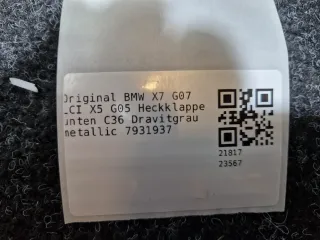 Original BMW X7 G07
LCI X5 G05 Heckklappe
unten C36 Dravitgrau
metallic 7931937
21817
23567